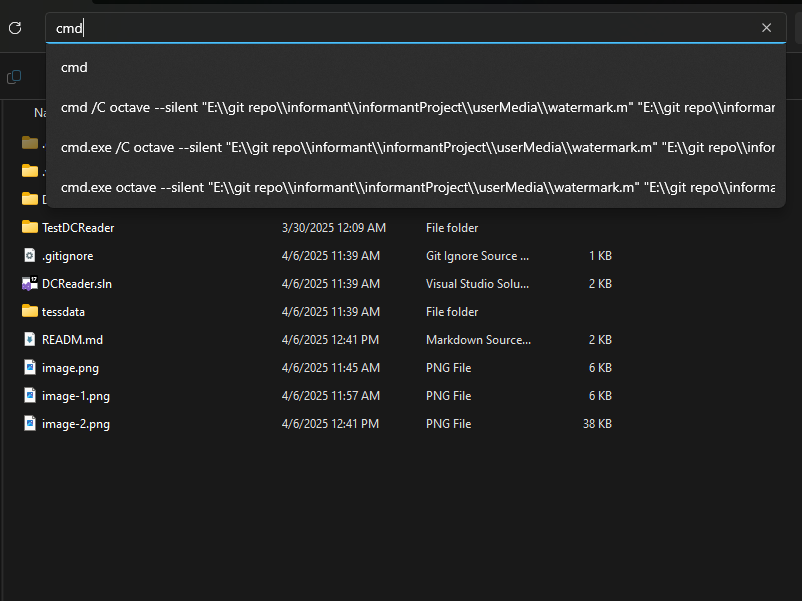 cmd
cmd
cmd /C octave --silent "E:\\git repo\\informant\\informantProject\\userMedia\\watermark.m" "E:\\git repo\\informar
cmd.exe /C octave --silent "E:\\git repo\\informant\\informantProject\\userMedia\\watermark.m" "E:\\git repo\\infor
cmd.exe octave --silent "E:\\git repo\\informant\\informantProject\\userMedia\\watermark.m" "E:\\git repo\\informa
TestDCReader 3/30/2025 12:09 AM File folder
.gitignore 4/6/2025 11:39 AM Git Ignore Source ... 1 KB
DCReader.sln 4/6/2025 11:39 AM Visual Studio Solu... 2 KB
tessdata 4/6/2025 11:39 AM File folder
READM.md 4/6/2025 12:41 PM Markdown Source... 2 KB
image.png 4/6/2025 11:45 AM PNG File 6 KB
image-1.png 4/6/2025 11:57 AM PNG File 6 KB
image-2.png 4/6/2025 12:41 PM PNG File 38 KB